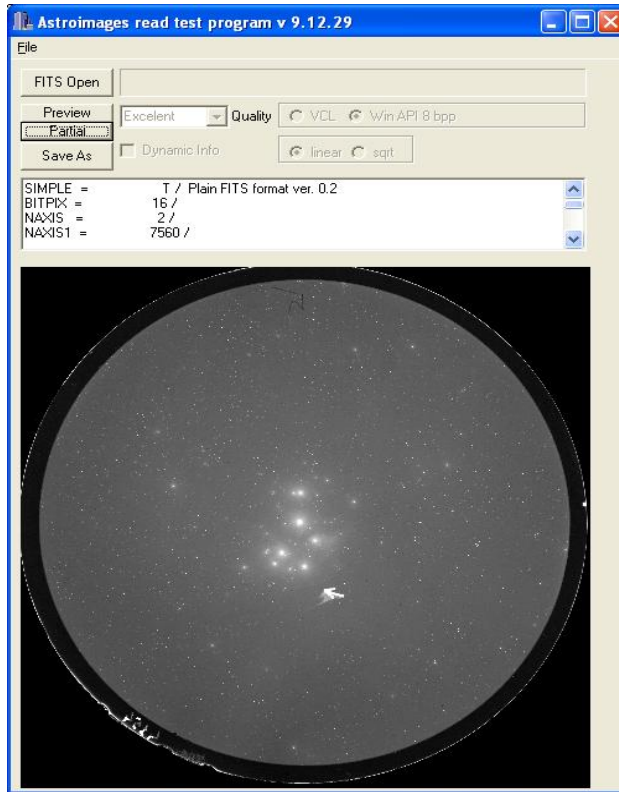 Astroimages read test program v 9.12.29
File
FITS Open
Preview
Excelent
Quality
VCL
Win API 8 bpp
Partial
Save As
Dynamic Info
linear
sqrt
SIMPLE = T / Plain FITS format ver. 0.2
BITPIX = 16 /
NAXIS = 2 /
NAXIS1 = 7560 /